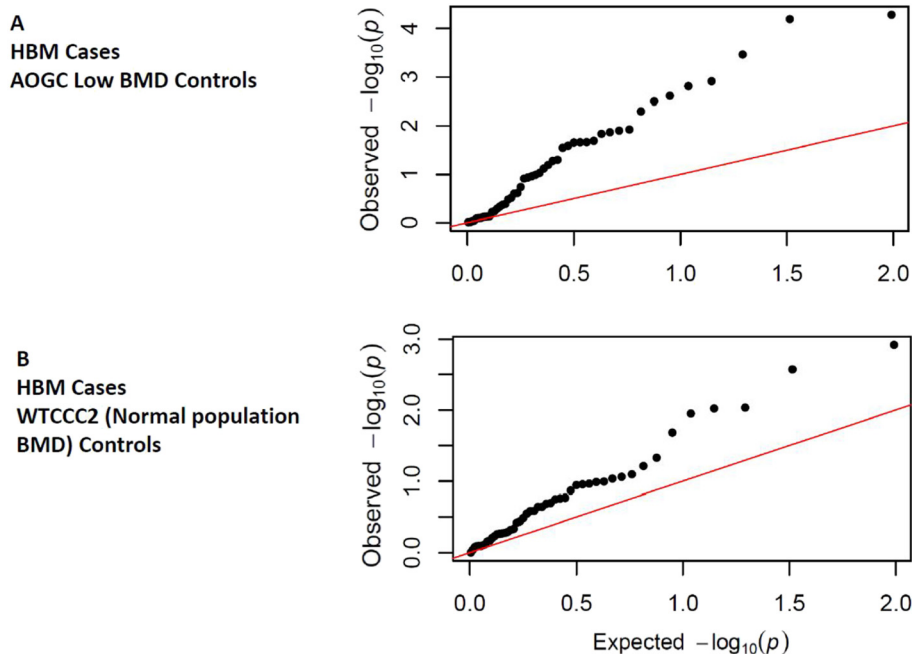 A
HBM Cases
AOGC Low BMD Controls
Observed −log10(p)
4
3
2
1
0
0.0 0.5 1.0 1.5 2.0
B
HBM Cases
WTCCC2 (Normal population
BMD) Controls
Observed −log10(p)
3.0
2.0
1.0
0.0
0.0 0.5 1.0 1.5 2.0
Expected −log10(p)